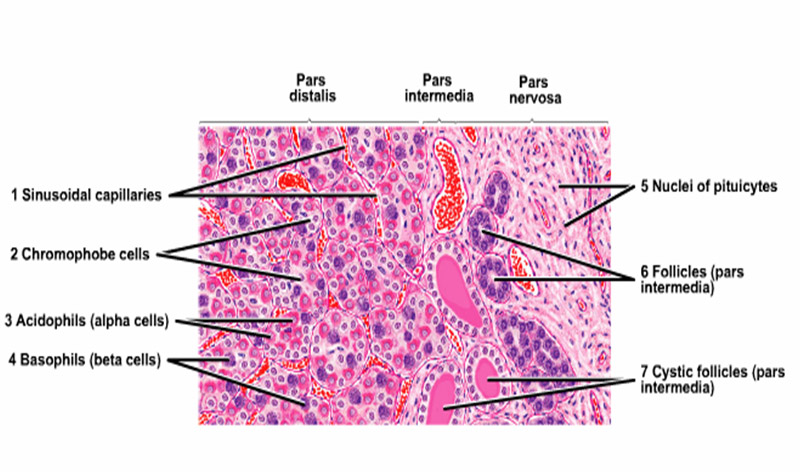 Pars
distalis
Pars
intermedia
Pars
nervosa
1 Sinusoidal capillaries
2 Chromophobe cells
3 Acidophils (alpha cells)
4 Basophils (beta cells)
5 Nuclei of pituicytes
6 Follicles (pars
intermedia)
7 Cystic follicles (pars
intermedia)